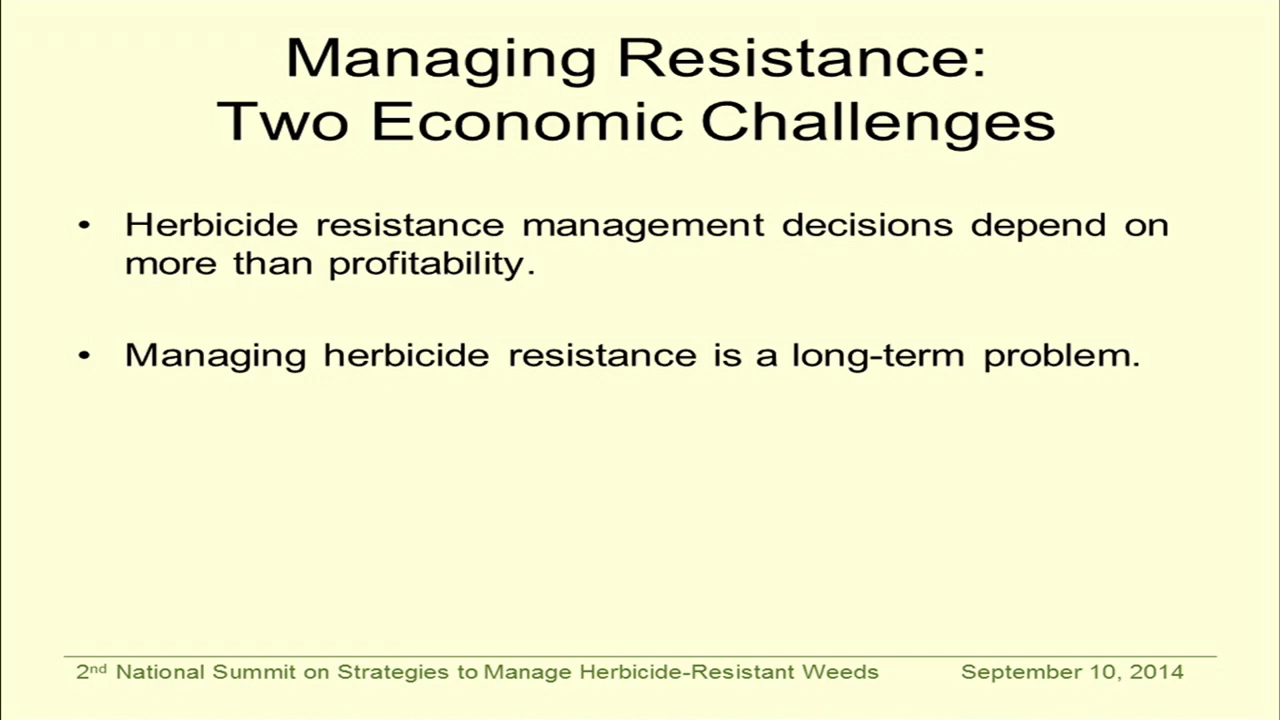 Managing Resistance:
Two Economic Challenges
• Herbicide resistance management decisions depend on
more than profitability.
• Managing herbicide resistance is a long-term problem.
2nd National Summit on Strategies to Manage Herbicide-Resistant Weeds September 10, 2014